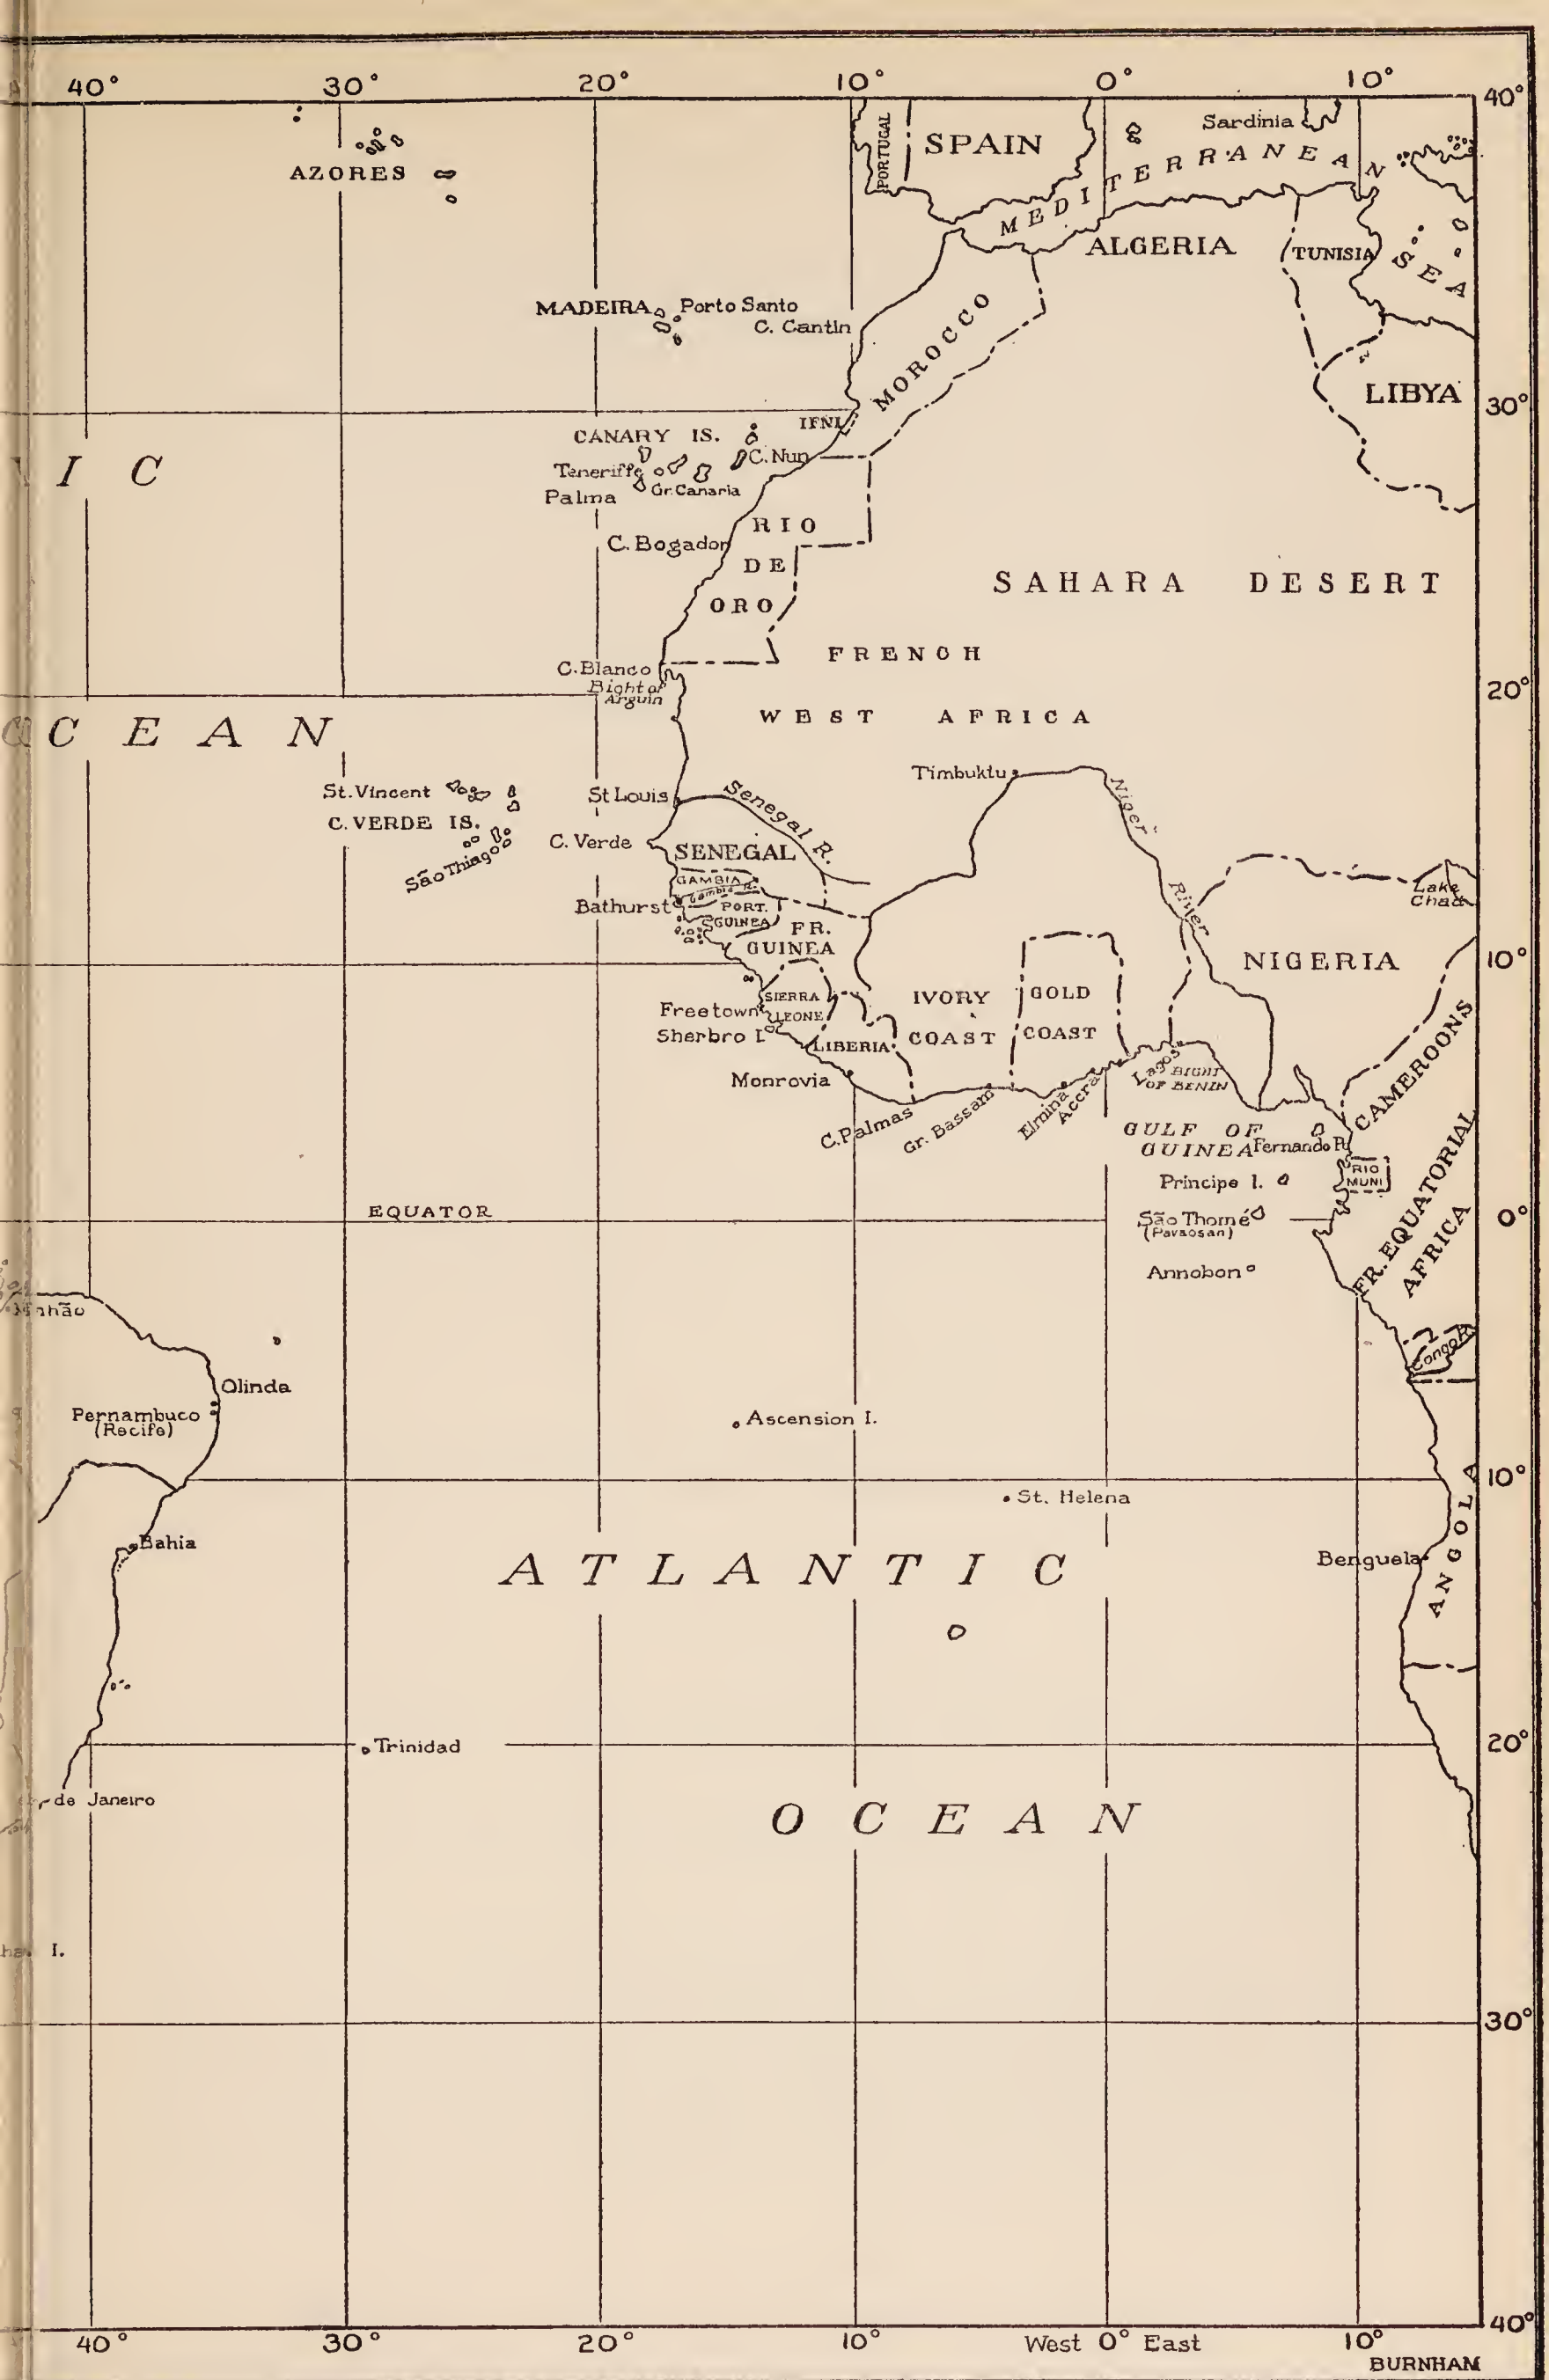 40° 30° 20° 10° 0° 10°
40°
PORTUGAL
SPAIN
Sardinia
MEDITERRANEAN
SEA
AZORES
ALGERIA
TUNISIA
MADEIRA
Porto Santo
C. Cantin
MOROCCO
LIBYA
30°
IFNI
CANARY IS.
C. Nun
Teneriffe
Gr. Canaria
Palma
IC
RIO
DE
ORO
C. Bogador
SAHARA DESERT
FRENCH
WEST AFRICA
C. Blanco
Bight of
Arguin
20°
OCEAN
Timbuktu
Niger
River
St. Vincent
C. VERDE IS.
São Thiago
St Louis
Senegal R.
C. Verde
SENEGAL
GAMBIA
Gambia R.
Bathurst
PORT.
GUINEA
FR.
GUINEA
Lake
Chad
NIGERIA
10°
SIERRA
LEONE
Freetown
Sherbro I.
LIBERIA
IVORY
COAST
GOLD
COAST
Monrovia
C. Palmas
Gr. Bassam
Elmina
Accra
Lagos
BIGHT
OF BENIN
CAMEROONS
GULF OF
GUINEA
Fernando Po
RIO
MUNI
Principe I.
FR. EQUATORIAL
AFRICA
EQUATOR
São Thomé
(Pavaosan)
0°
Annobon
nhão
Congo R.
Olinda
Pernambuco
(Recife)
Ascension I.
10°
St. Helena
Bahia
ATLANTIC
Benguela
ANGOLA
Trinidad
20°
de Janeiro
OCEAN
I.
30°
40°
40° 30° 20° 10° West 0° East 10°
BURNHAM